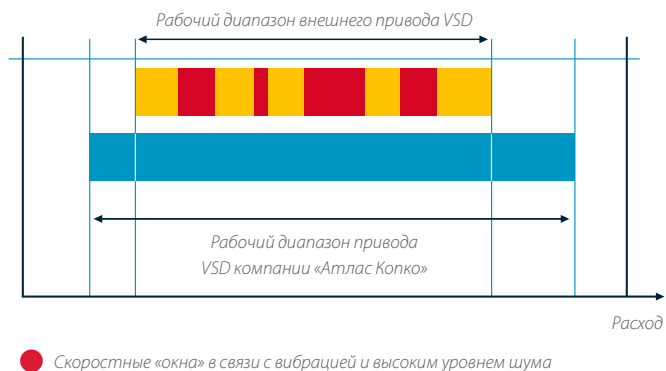 Рабочий диапазон внешнего привода VSD
Рабочий диапазон привода
VSD компании «Атлас Копко»
Расход
Скоростные «окна» в связи с вибрацией и высоким уровнем шума